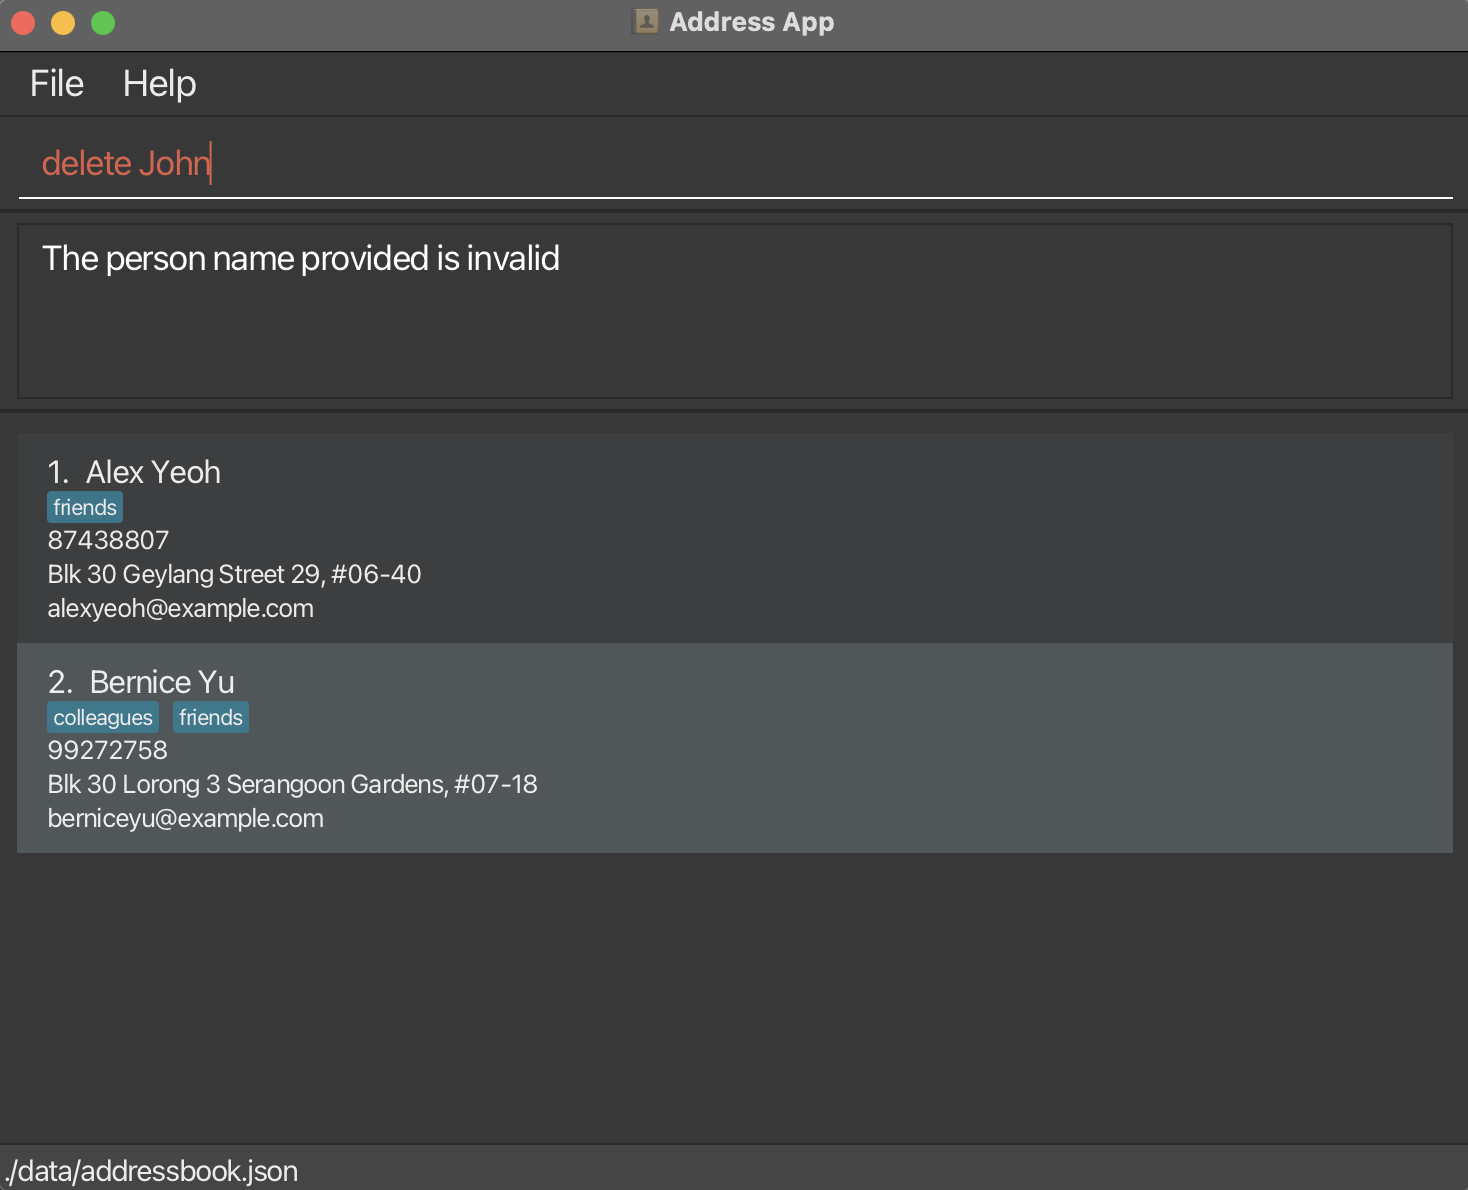 Address App
File Help
delete John
The person name provided is invalid
1. Alex Yeoh
friends
87438807
Blk 30 Geylang Street 29, #06-40
alexyeoh@example.com
2. Bernice Yu
colleagues friends
99272758
Blk 30 Lorong 3 Serangoon Gardens, #07-18
berniceyu@example.com
./data/addressbook.json